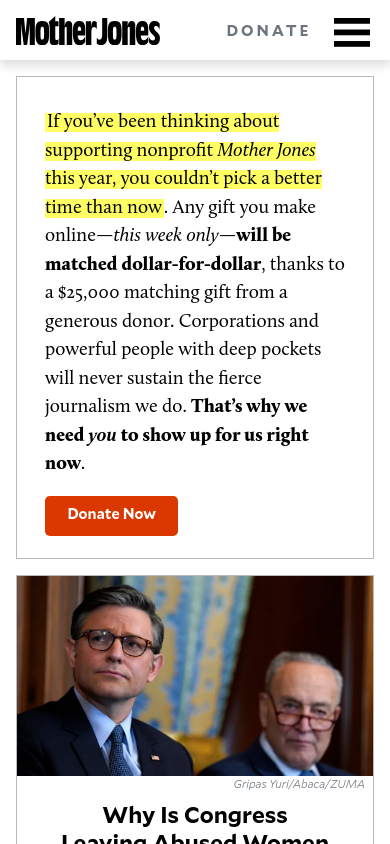 Mother Jones
DONATE
If you’ve been thinking about
supporting nonprofit Mother Jones
this year, you couldn’t pick a better
time than now. Any gift you make
online—this week only—will be
matched dollar-for-dollar, thanks to
a $25,000 matching gift from a
generous donor. Corporations and
powerful people with deep pockets
will never sustain the fierce
journalism we do. That’s why we
need you to show up for us right
now.
Donate Now
Gripas Yuri/Abaca/ZUMA
Why Is Congress
Leaving Abused Women